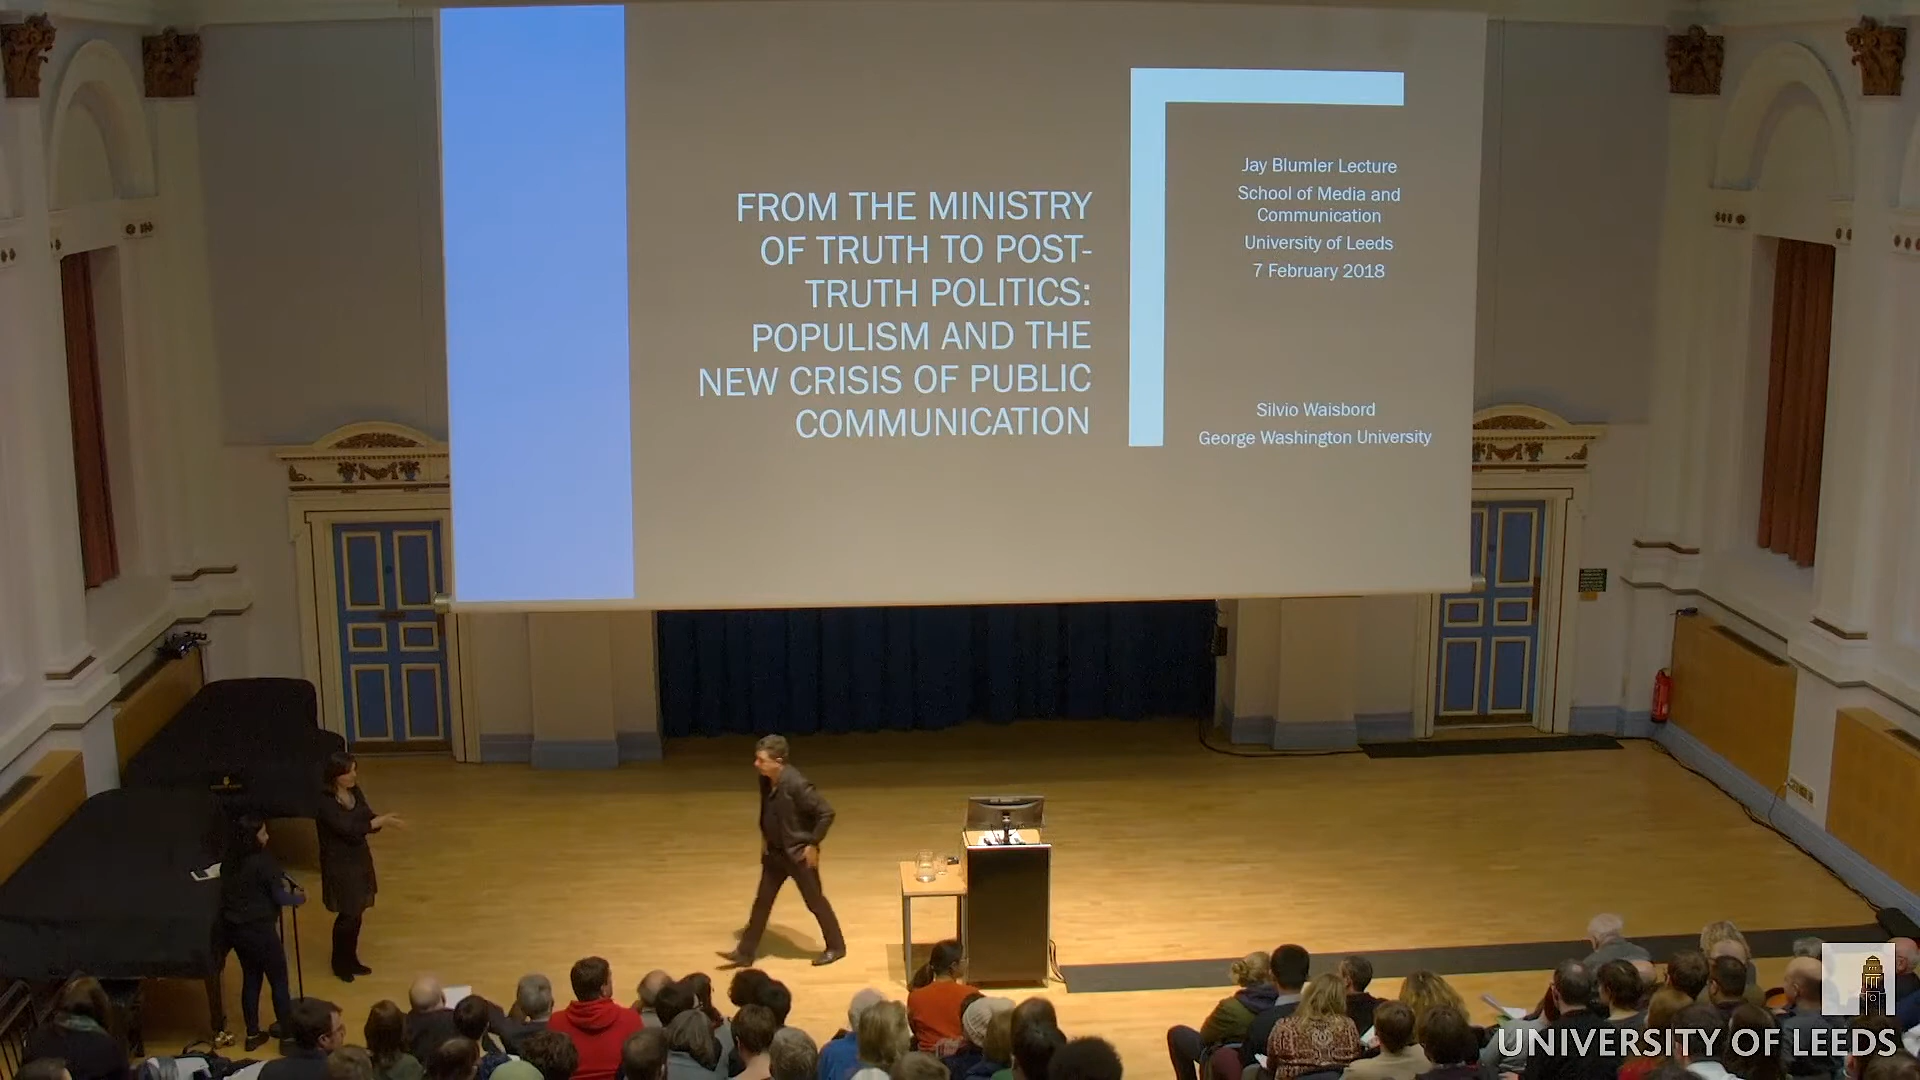 FROM THE MINISTRY
OF TRUTH TO POST-
TRUTH POLITICS:
POPULISM AND THE
NEW CRISIS OF PUBLIC
COMMUNICATION
Jay Blumler Lecture
School of Media and
Communication
University of Leeds
7 February 2018
Silvio Waisbord
George Washington University
UNIVERSITY OF LEEDS